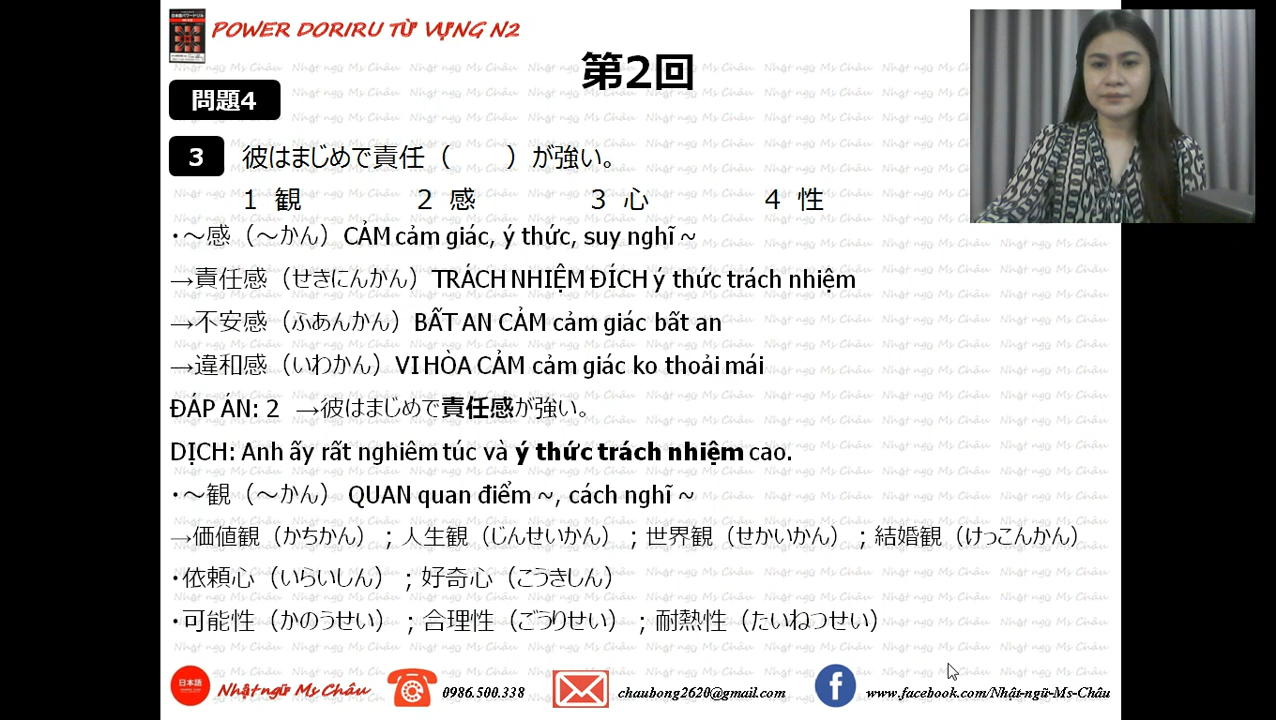 POWER DORIRU TỪ VỰNG N2
第2回
問題4
3 彼はまじめで責任（　　）が強い。
1 観 2 感 3 心 4 性
・～感（～かん）CẢM cảm giác, ý thức, suy nghĩ ~
→責任感（せきにんかん）TRÁCH NHIỆM ĐÍCH ý thức trách nhiệm
→不安感（ふあんかん）BẤT AN CẢM cảm giác bất an
→違和感（いわかん）VI HÒA CẢM cảm giác ko thoải mái
ĐÁP ÁN: 2 →彼はまじめで責任感が強い。
DỊCH: Anh ấy rất nghiêm túc và ý thức trách nhiệm cao.
・～観（～かん） QUAN quan điểm ~, cách nghĩ ~
→価値観（かちかん）；人生観（じんせいかん）；世界観（せかいかん）；結婚観（けっこんかん）
・依頼心（いらいしん）；好奇心（こうきしん）
・可能性（かのうせい）；合理性（ごうりせい）；耐熱性（たいねつせい）
日本語 Nhật ngữ Ms Châu 0986.500.338 chaubong2620@gmail.com www.facebook.com/Nhật-ngữ-Ms-Châu